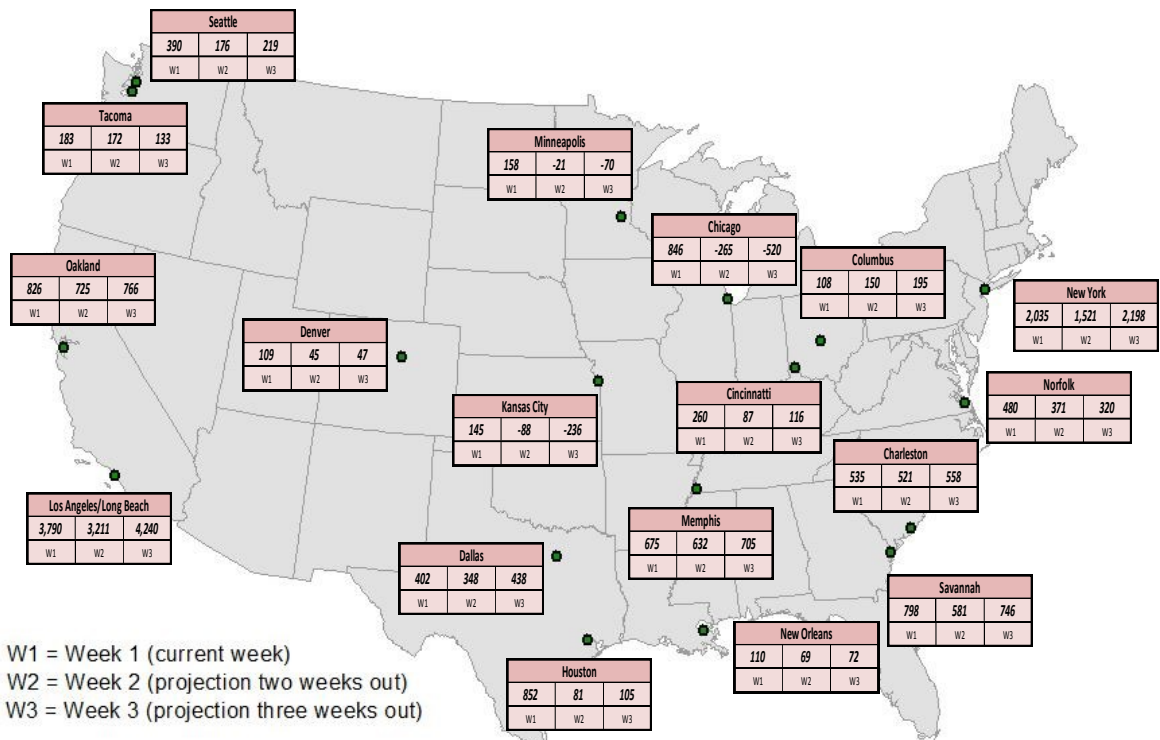 Seattle
390 176 219
W1 W2 W3
Tacoma
183 172 133
W1 W2 W3
Minneapolis
158 -21 -70
W1 W2 W3
Chicago
846 -265 -520
W1 W2 W3
Columbus
108 150 195
W1 W2 W3
Oakland
826 725 766
W1 W2 W3
New York
2,035 1,521 2,198
W1 W2 W3
Denver
109 45 47
W1 W2 W3
Norfolk
480 371 320
W1 W2 W3
Cincinnatti
260 87 116
W1 W2 W3
Kansas City
145 -88 -236
W1 W2 W3
Charleston
535 521 558
W1 W2 W3
Los Angeles/Long Beach
3,790 3,211 4,240
W1 W2 W3
Memphis
675 632 705
W1 W2 W3
Dallas
402 348 438
W1 W2 W3
Savannah
798 581 746
W1 W2 W3
New Orleans
110 69 72
W1 W2 W3
Houston
852 81 105
W1 W2 W3
W1 = Week 1 (current week)
W2 = Week 2 (projection two weeks out)
W3 = Week 3 (projection three weeks out)